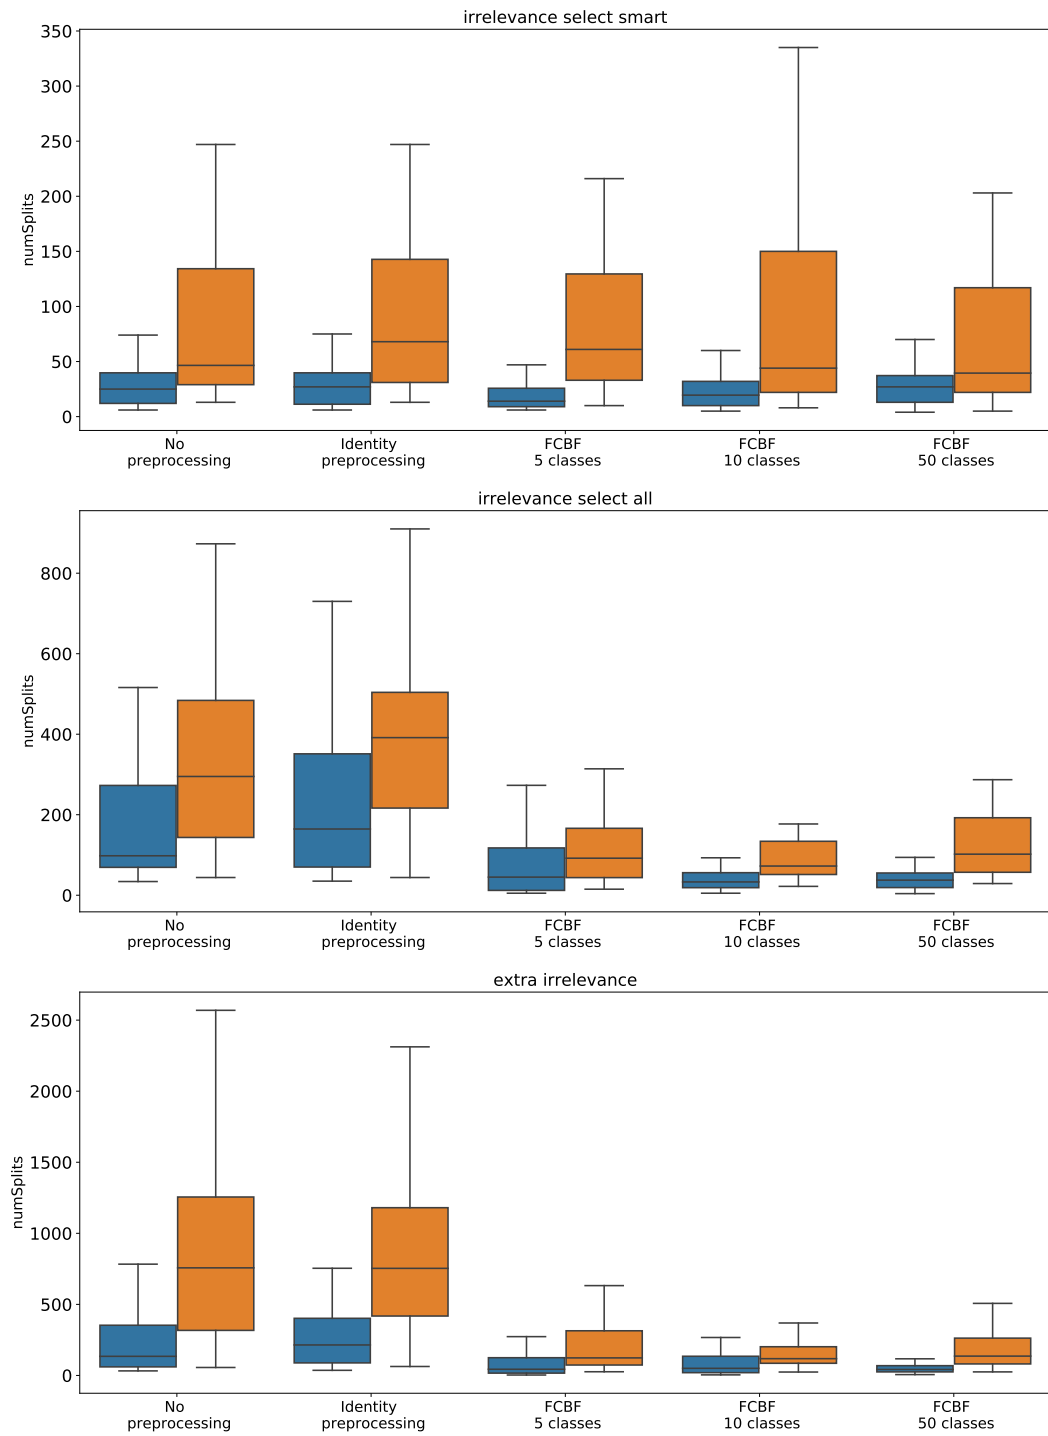 irrelevance select smart
350
300
250
200
150
100
50
0
numSplits
No preprocessing
Identity preprocessing
FCBF 5 classes
FCBF 10 classes
FCBF 50 classes
irrelevance select all
800
600
400
200
0
numSplits
No preprocessing
Identity preprocessing
FCBF 5 classes
FCBF 10 classes
FCBF 50 classes
extra irrelevance
2500
2000
1500
1000
500
0
numSplits
No preprocessing
Identity preprocessing
FCBF 5 classes
FCBF 10 classes
FCBF 50 classes